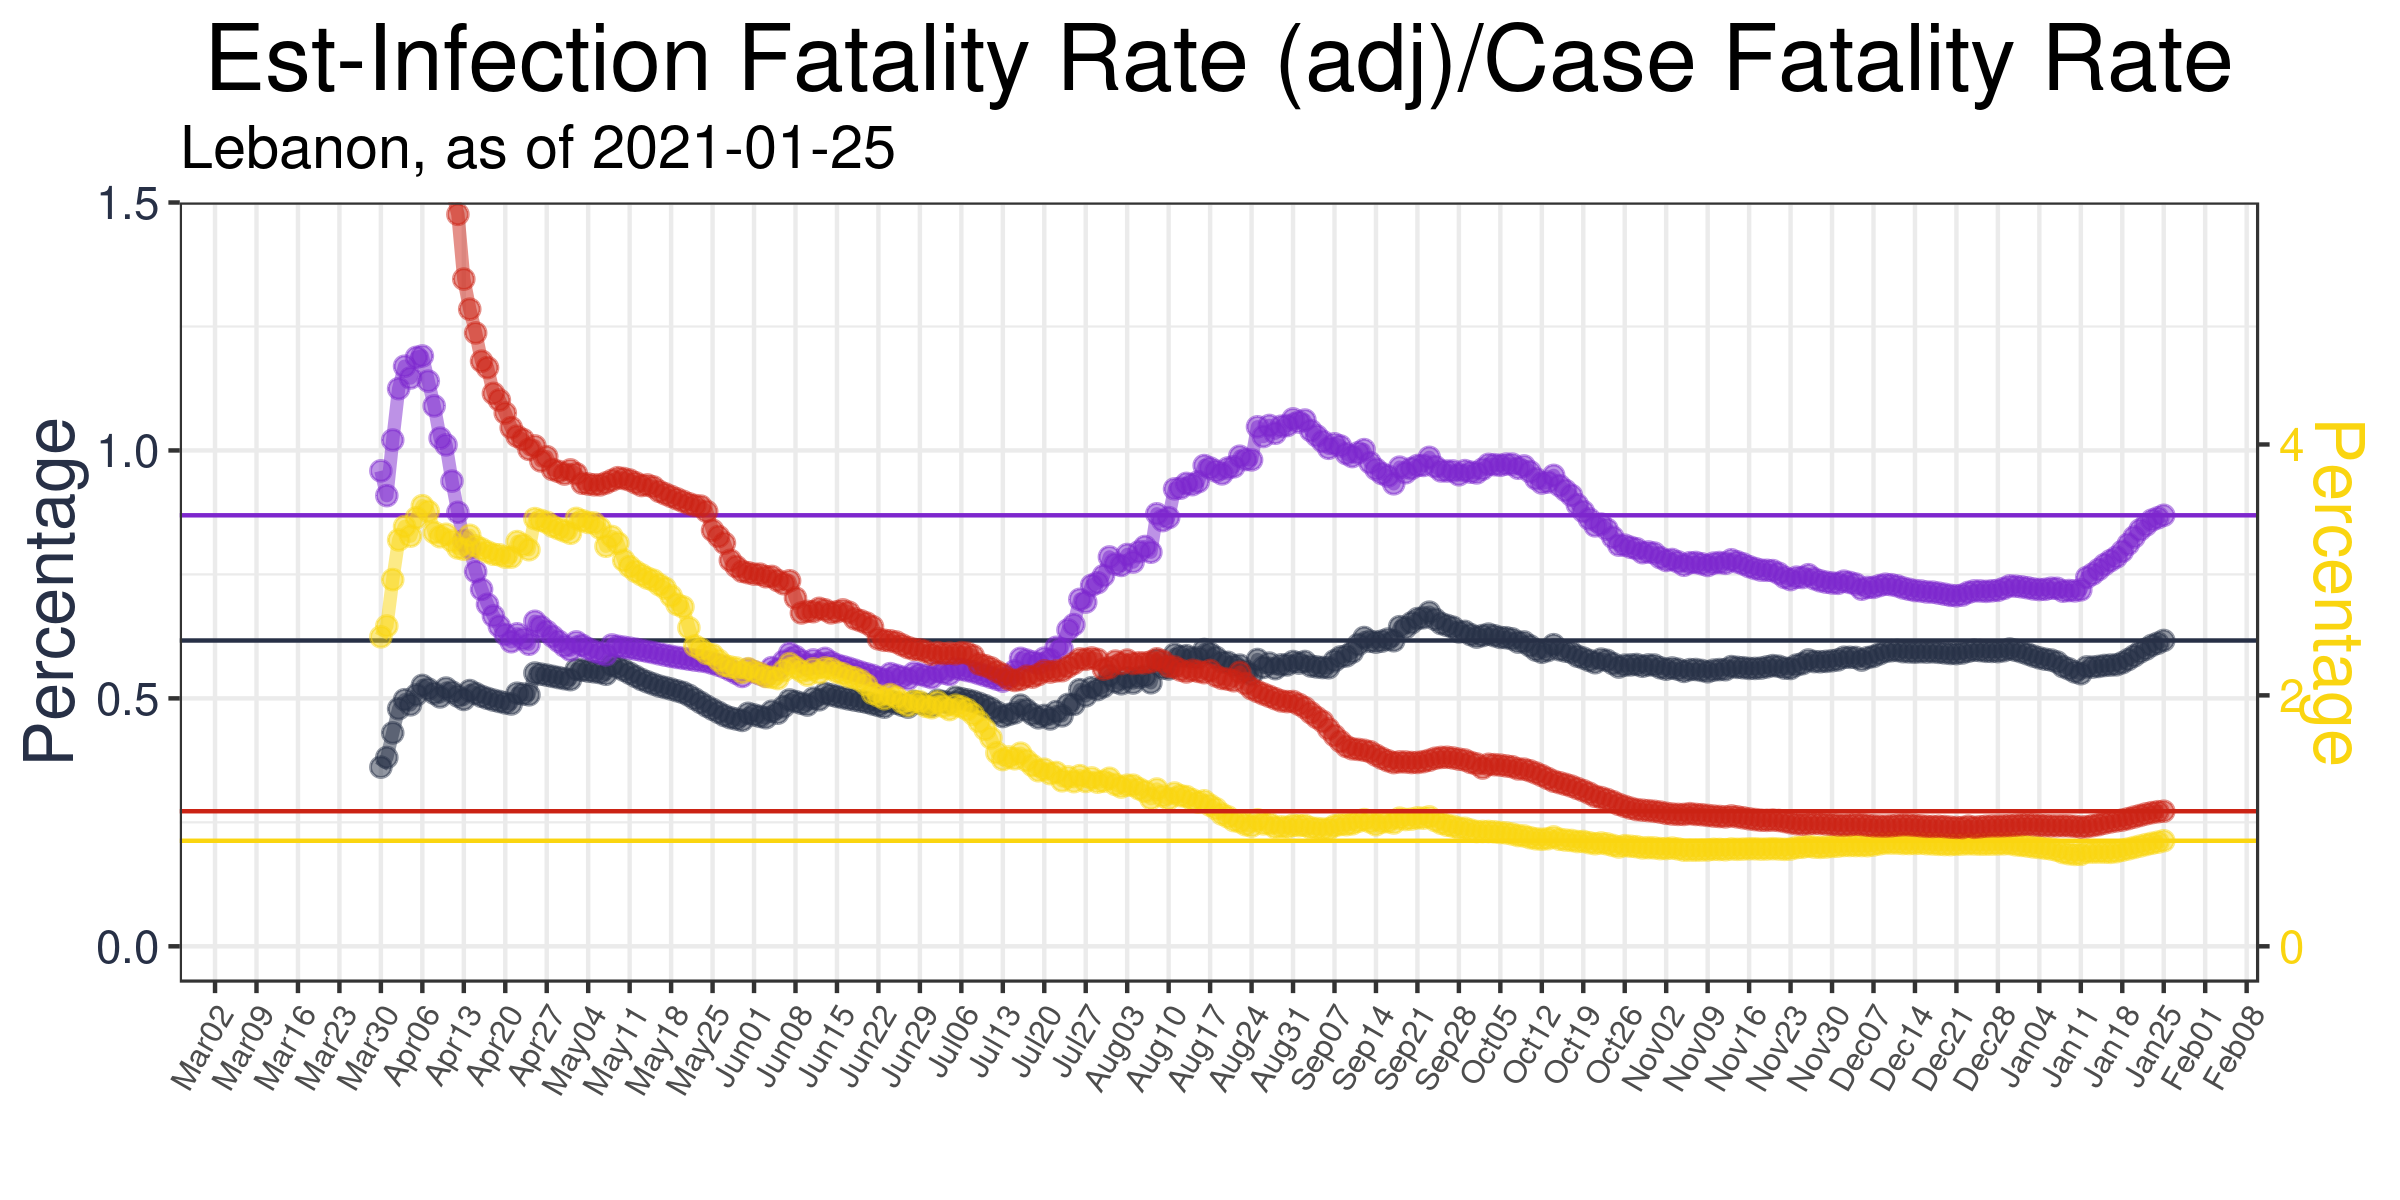 Est-Infection Fatality Rate (adj)/Case Fatality Rate
Lebanon, as of 2021-01-25
Percentage
1.5
1.0
0.5
0.0
4
2
0
Percentage
Mar02
Mar09
Mar16
Mar23
Mar30
Apr06
Apr13
Apr20
Apr27
May04
May11
May18
May25
Jun01
Jun08
Jun15
Jun22
Jun29
Jul06
Jul13
Jul20
Jul27
Aug03
Aug10
Aug17
Aug24
Aug31
Sep07
Sep14
Sep21
Sep28
Oct05
Oct12
Oct19
Oct26
Nov02
Nov09
Nov16
Nov23
Nov30
Dec07
Dec14
Dec21
Dec28
Jan04
Jan11
Jan18
Jan25
Feb01
Feb08